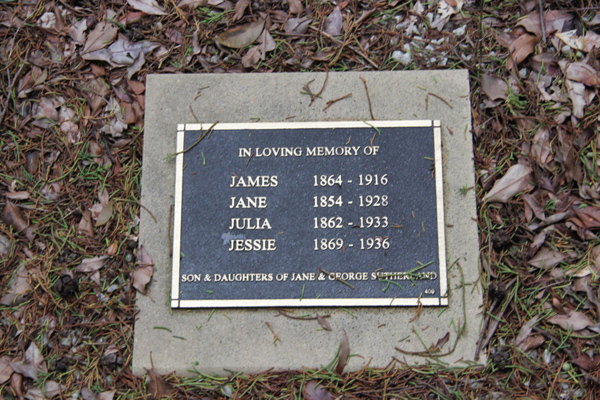 IN LOVING MEMORY OF
JAMES 1864 - 1916
JANE 1854 - 1928
JULIA 1862 - 1933
JESSIE 1869 - 1936
SON & DAUGHTERS OF JANE & GEORGE SUTHERLAND